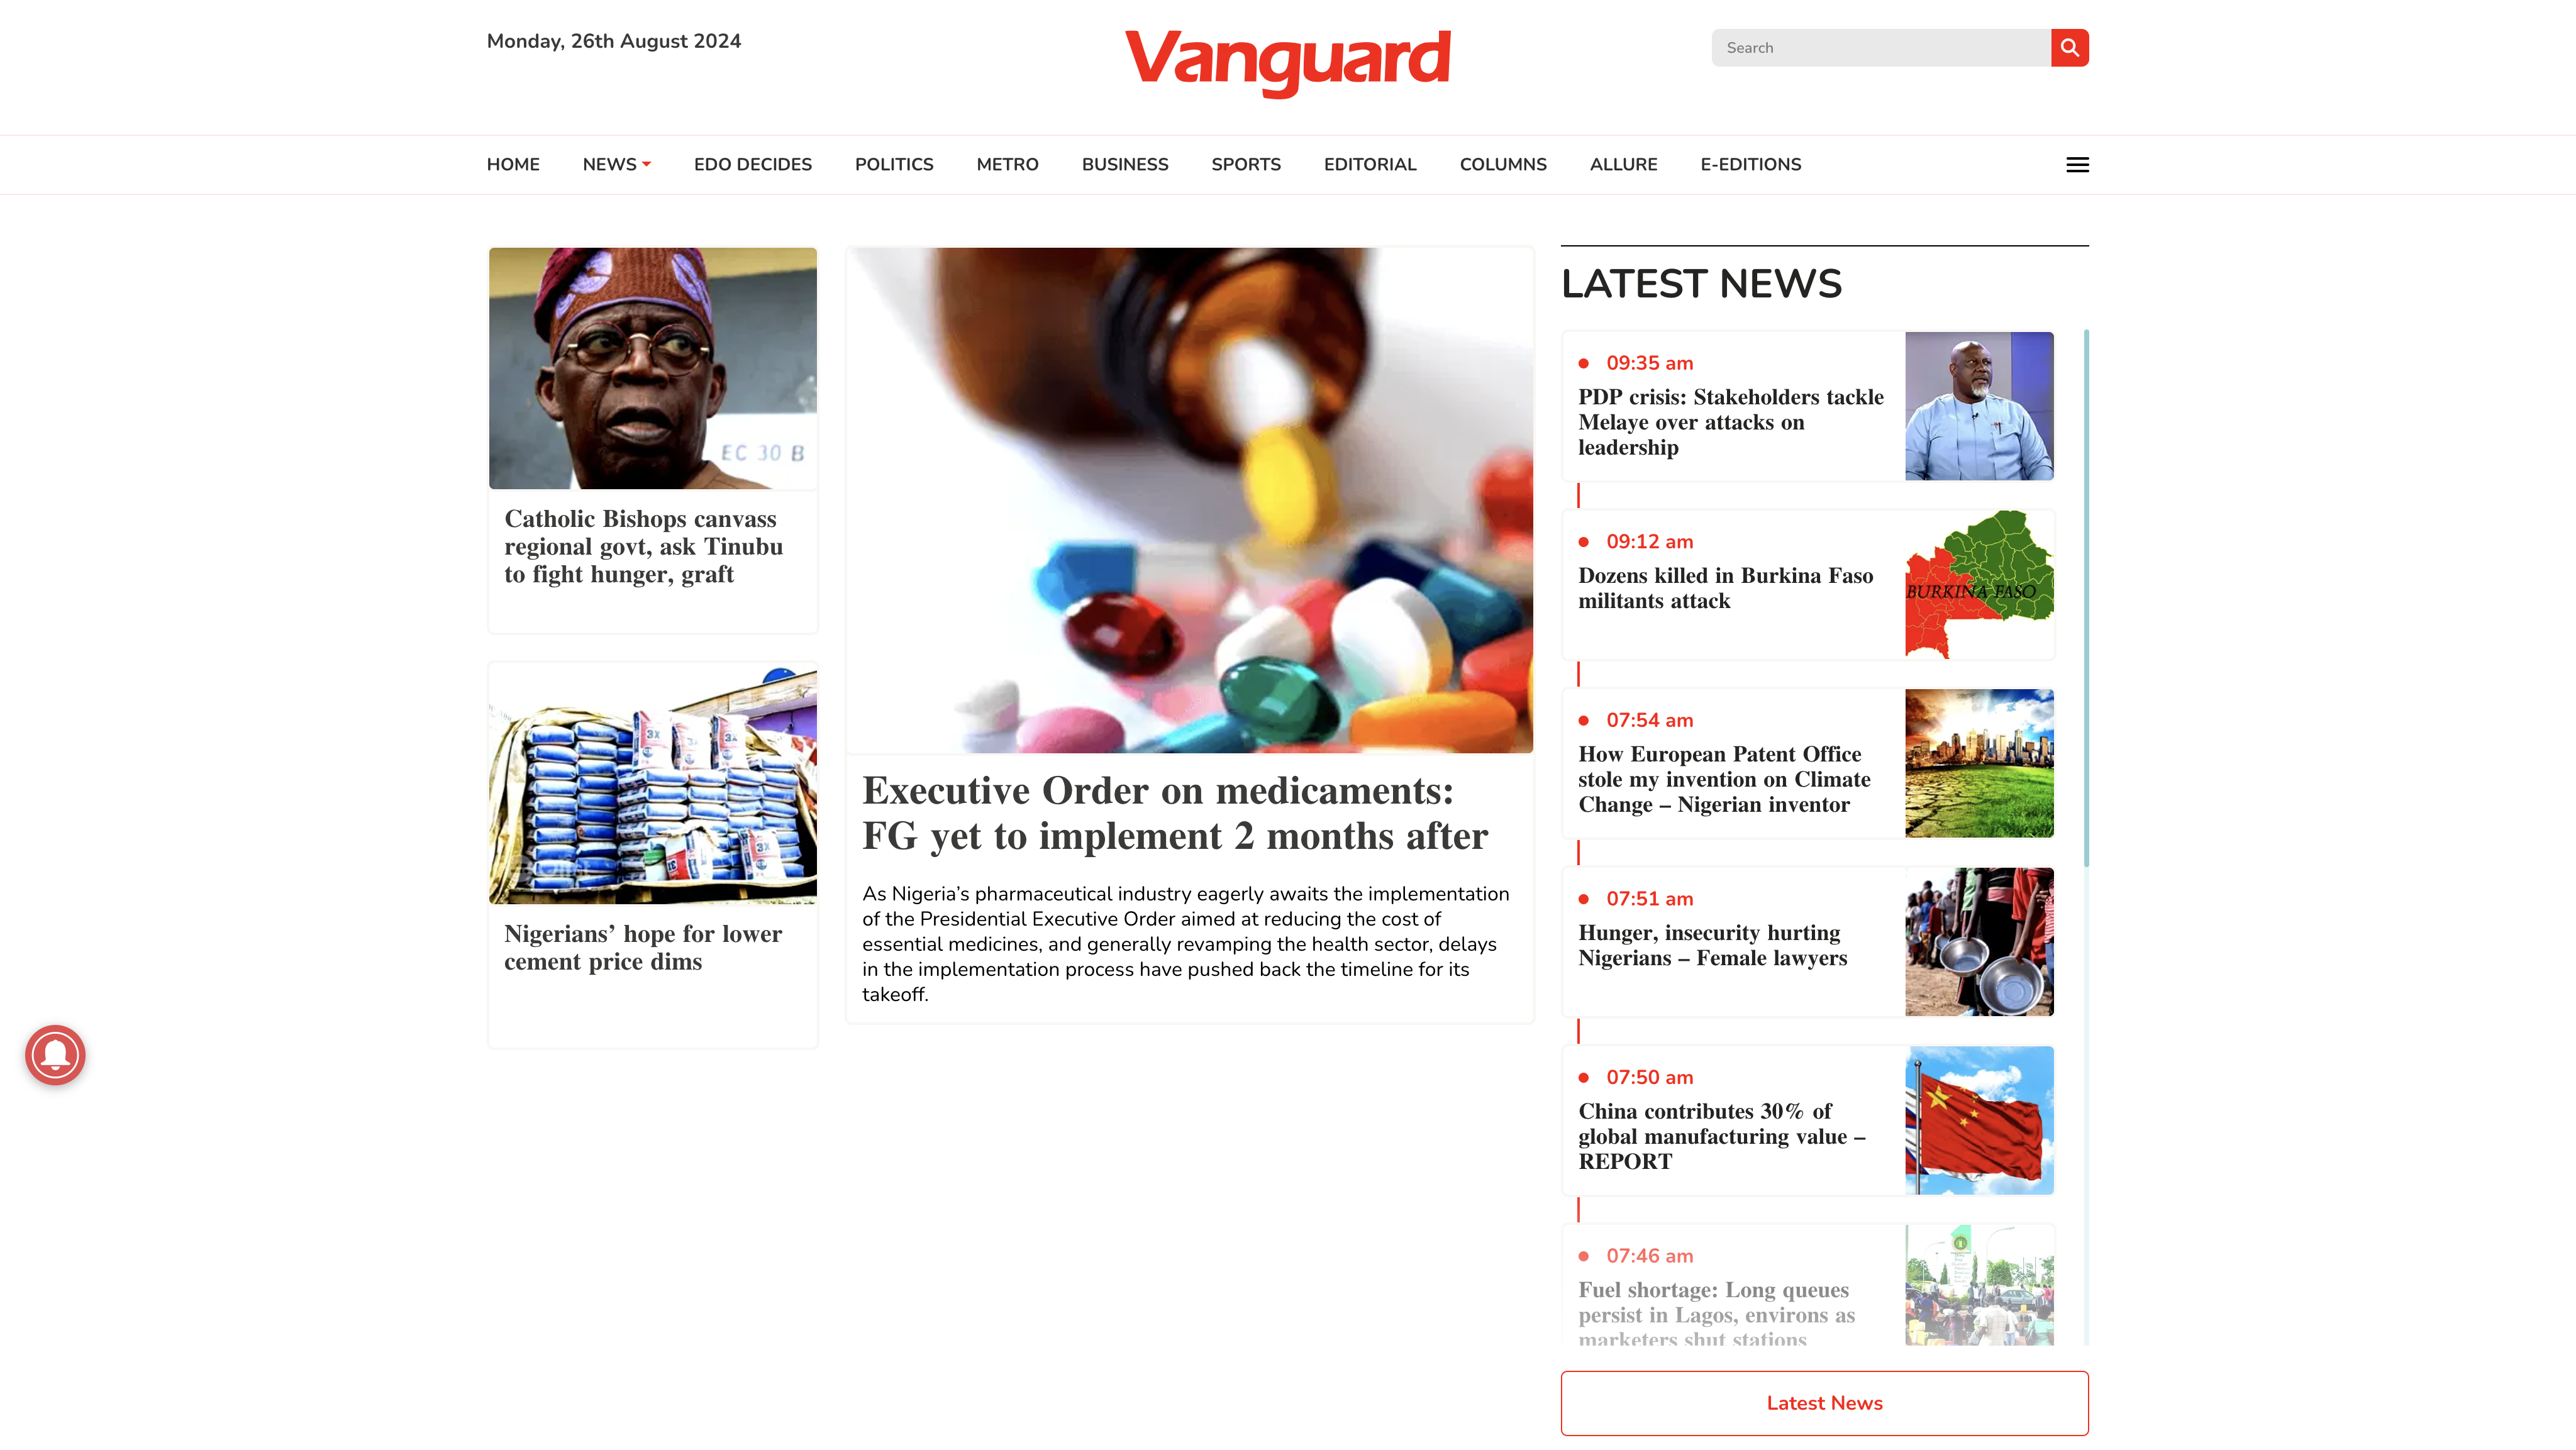 Monday, 26th August 2024
Vanguard
Search
HOME NEWS EDO DECIDES POLITICS METRO BUSINESS SPORTS EDITORIAL COLUMNS ALLURE E-EDITIONS
EC 30 B
Catholic Bishops canvass
regional govt, ask Tinubu
to fight hunger, graft
3X
3X
3X
3X
3X
Nigerians’ hope for lower
cement price dims
Executive Order on medicaments:
FG yet to implement 2 months after
As Nigeria’s pharmaceutical industry eagerly awaits the implementation
of the Presidential Executive Order aimed at reducing the cost of
essential medicines, and generally revamping the health sector, delays
in the implementation process have pushed back the timeline for its
takeoff.
LATEST NEWS
09:35 am
PDP crisis: Stakeholders tackle
Melaye over attacks on
leadership
09:12 am
Dozens killed in Burkina Faso
militants attack
BURKINA FASO
07:54 am
How European Patent Office
stole my invention on Climate
Change – Nigerian inventor
07:51 am
Hunger, insecurity hurting
Nigerians – Female lawyers
07:50 am
China contributes 30% of
global manufacturing value –
REPORT
07:46 am
Fuel shortage: Long queues
persist in Lagos, environs as
marketers shut stations
Latest News